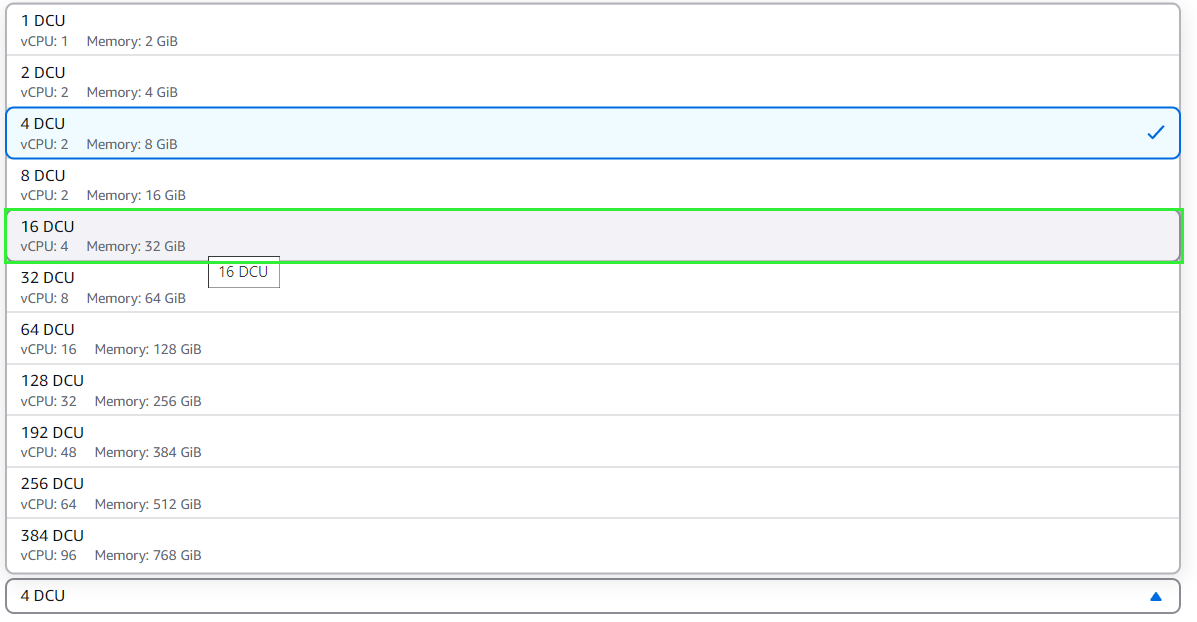 1 DCU
vCPU: 1 Memory: 2 GiB
2 DCU
vCPU: 2 Memory: 4 GiB
4 DCU
vCPU: 2 Memory: 8 GiB
8 DCU
vCPU: 2 Memory: 16 GiB
16 DCU
vCPU: 4 Memory: 32 GiB
16 DCU
32 DCU
vCPU: 8 Memory: 64 GiB
64 DCU
vCPU: 16 Memory: 128 GiB
128 DCU
vCPU: 32 Memory: 256 GiB
192 DCU
vCPU: 48 Memory: 384 GiB
256 DCU
vCPU: 64 Memory: 512 GiB
384 DCU
vCPU: 96 Memory: 768 GiB
4 DCU